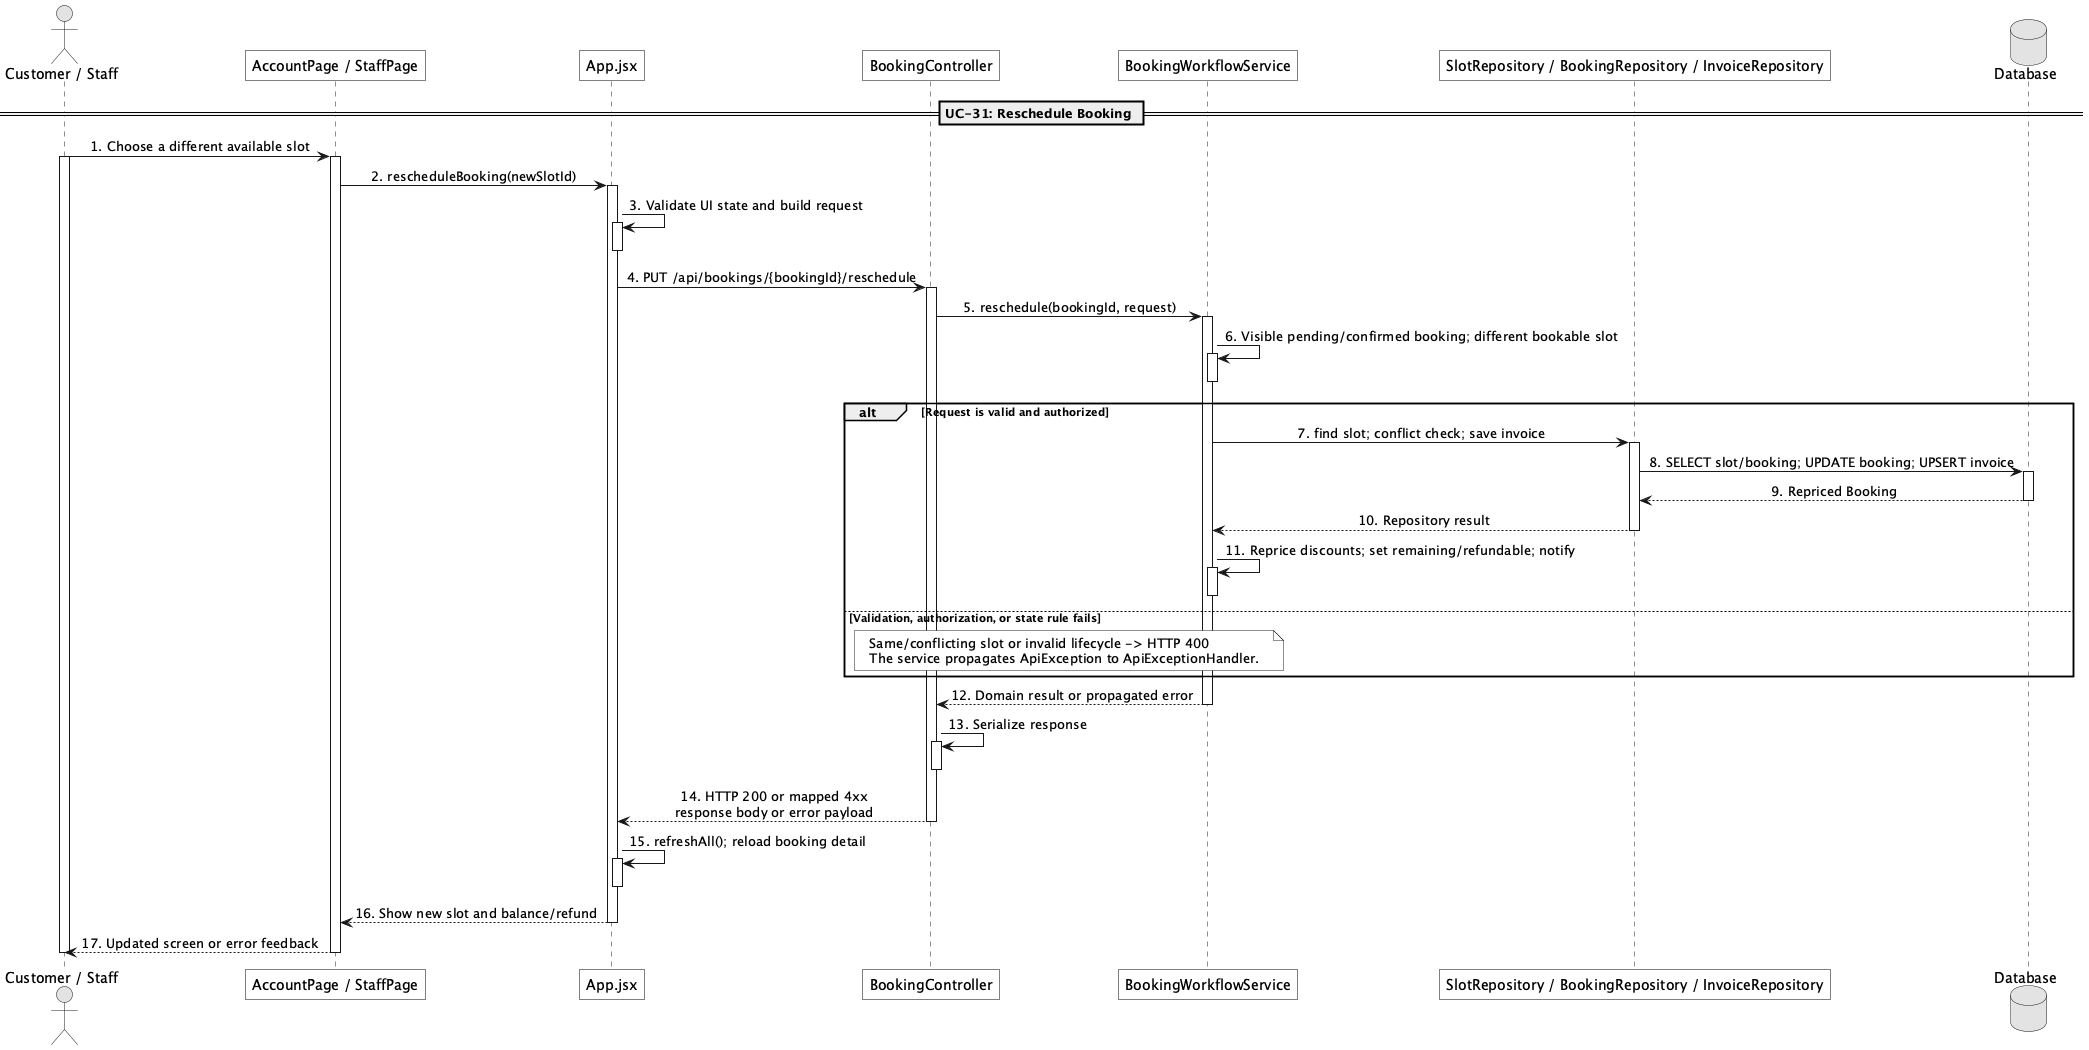 Customer / Staff
AccountPage / StaffPage
App.jsx
BookingController
BookingWorkflowService
SlotRepository / BookingRepository / InvoiceRepository
Database
UC-31: Reschedule Booking
1. Choose a different available slot
2. rescheduleBooking(newSlotId)
3. Validate UI state and build request
4. PUT /api/bookings/{bookingId}/reschedule
5. reschedule(bookingId, request)
6. Visible pending/confirmed booking; different bookable slot
alt [Request is valid and authorized]
7. find slot; conflict check; save invoice
8. SELECT slot/booking; UPDATE booking; UPSERT invoice
9. Repriced Booking
10. Repository result
11. Reprice discounts; set remaining/refundable; notify
[Validation, authorization, or state rule fails]
Same/conflicting slot or invalid lifecycle -> HTTP 400
The service propagates ApiException to ApiExceptionHandler.
12. Domain result or propagated error
13. Serialize response
14. HTTP 200 or mapped 4xx
response body or error payload
15. refreshAll(); reload booking detail
16. Show new slot and balance/refund
17. Updated screen or error feedback
Customer / Staff
AccountPage / StaffPage
App.jsx
BookingController
BookingWorkflowService
SlotRepository / BookingRepository / InvoiceRepository
Database